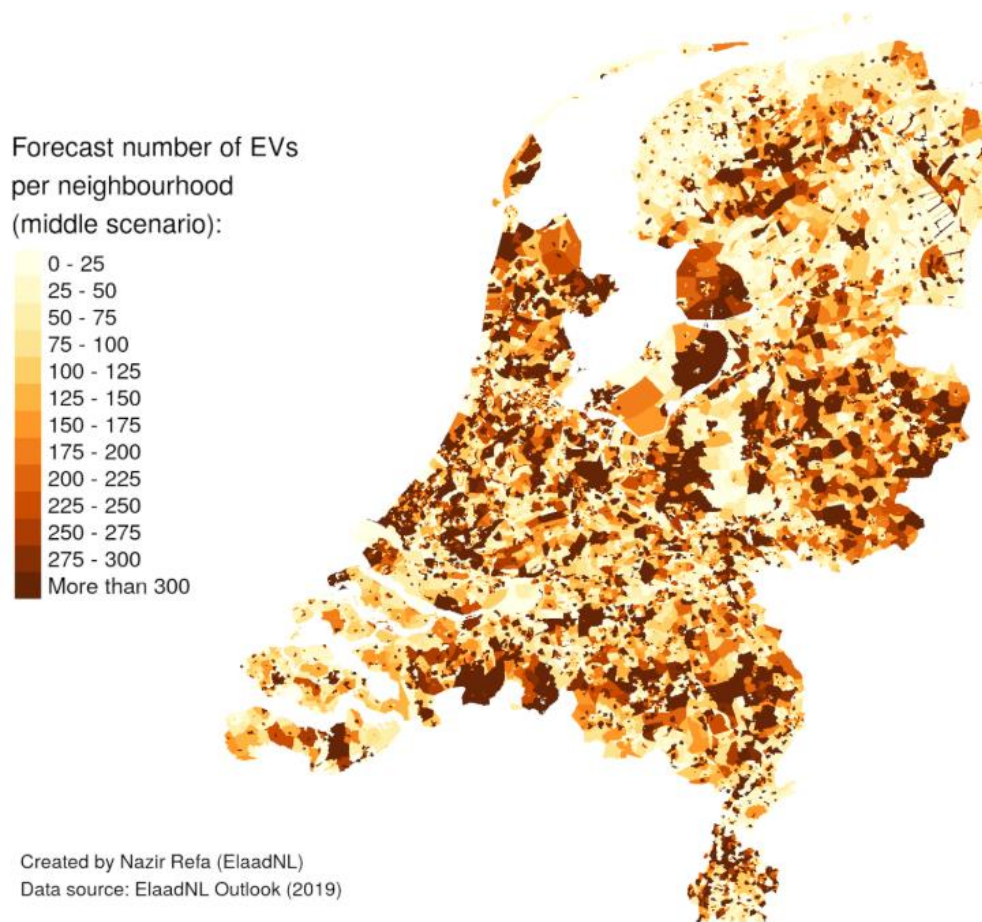 Forecast number of EVs
per neighbourhood
(middle scenario):
0 - 25
25 - 50
50 - 75
75 - 100
100 - 125
125 - 150
150 - 175
175 - 200
200 - 225
225 - 250
250 - 275
275 - 300
More than 300
Created by Nazir Refa (ElaadNL)
Data source: ElaadNL Outlook (2019)